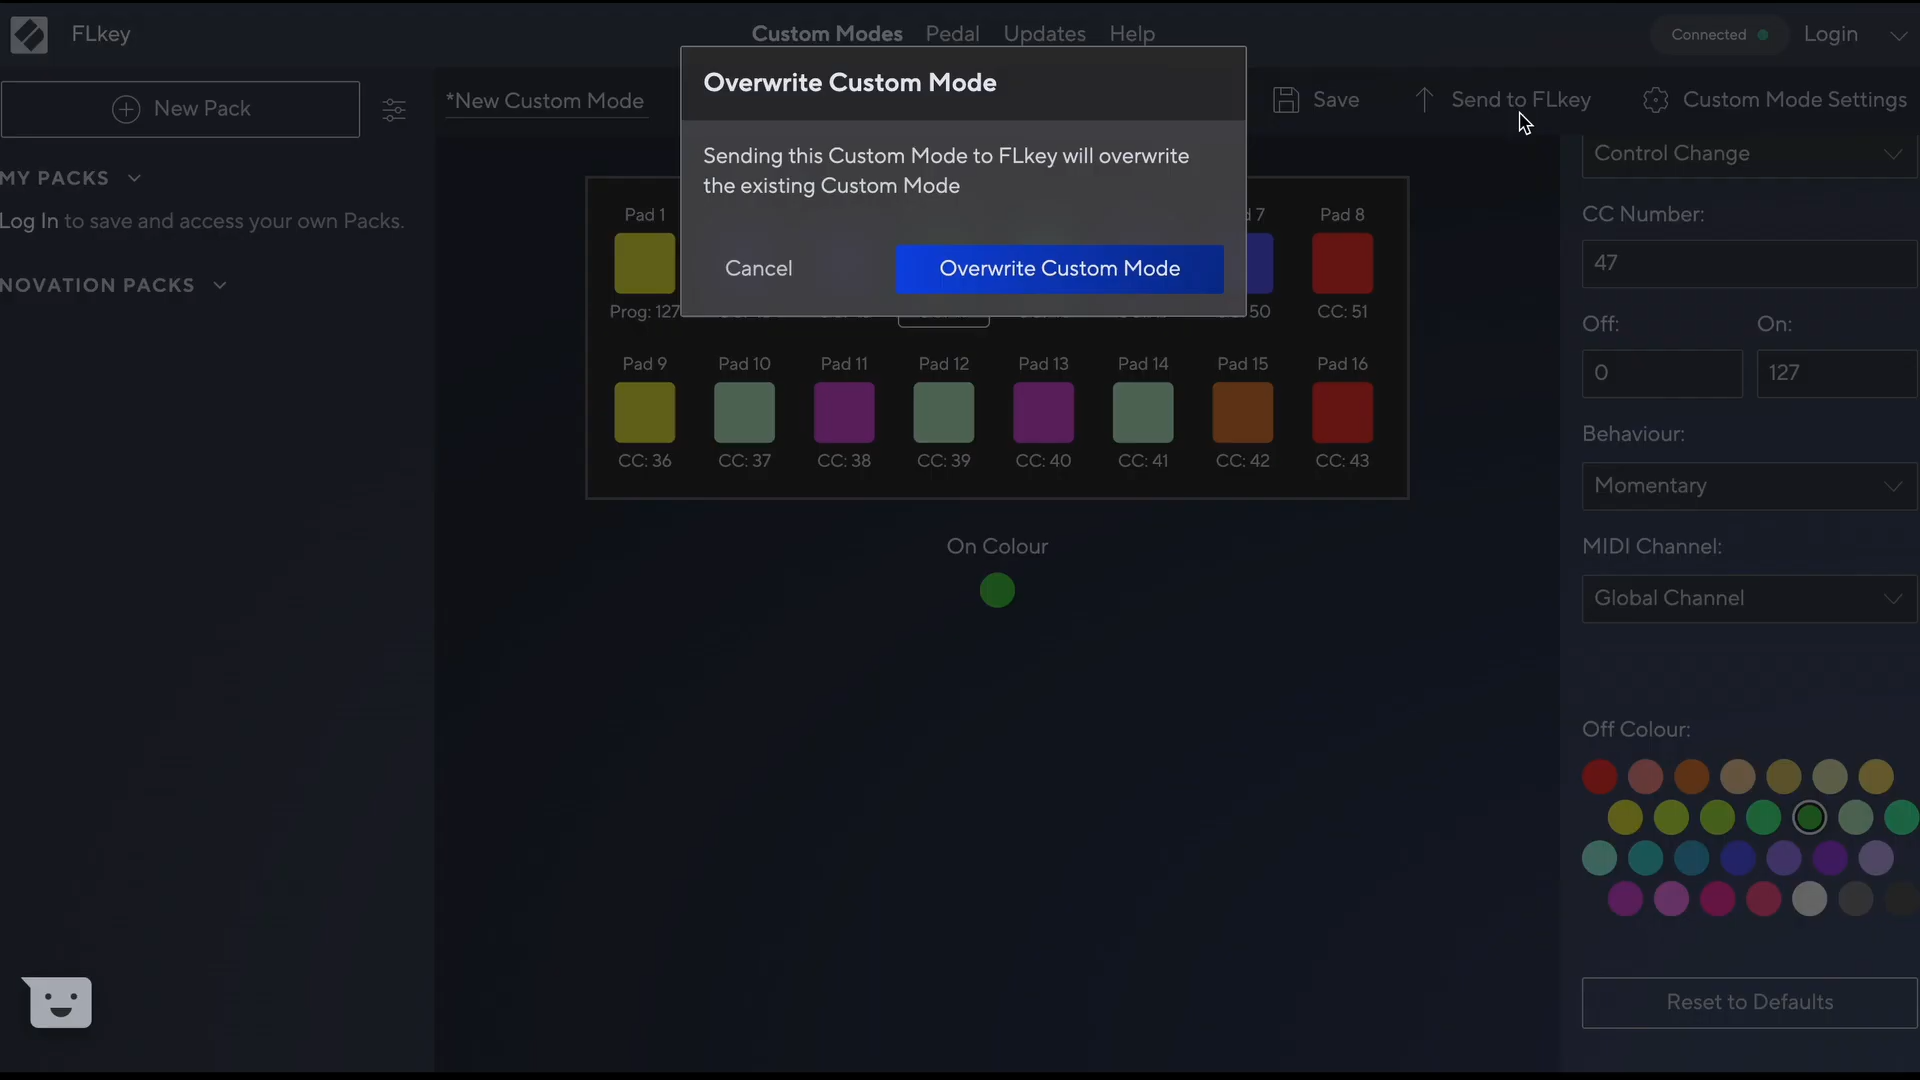 FLkey
Custom Modes
Pedal
Updates
Help
Connected
Login
New Pack
*New Custom Mode
Save
Send to FLkey
Custom Mode Settings
MY PACKS
Log In to save and access your own Packs.
NOVATION PACKS
Overwrite Custom Mode
Sending this Custom Mode to FLkey will overwrite
the existing Custom Mode
Cancel
Overwrite Custom Mode
Pad 1
Pad 8
Prog: 127
CC: 51
Pad 9
Pad 10
Pad 11
Pad 12
Pad 13
Pad 14
Pad 15
Pad 16
CC: 36
CC: 37
CC: 38
CC: 39
CC: 40
CC: 41
CC: 42
CC: 43
On Colour
Control Change
CC Number:
47
Off:
On:
0
127
Behaviour:
Momentary
MIDI Channel:
Global Channel
Off Colour:
Reset to Defaults